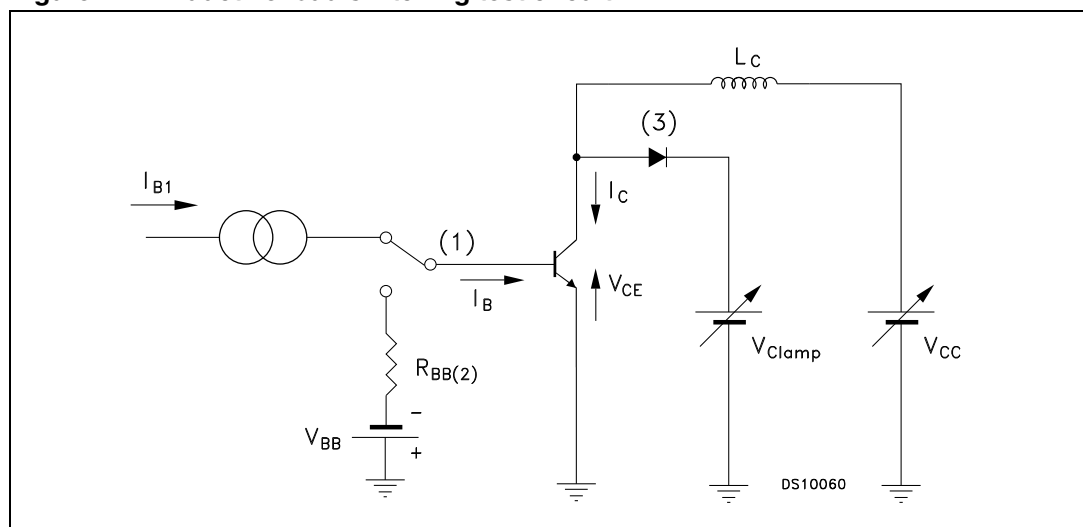 L_C
(3)
I_B1
I_C
(1)
I_B
V_CE
R_BB(2)
V_Clamp
V_CC
V_BB
−
+
DS10060